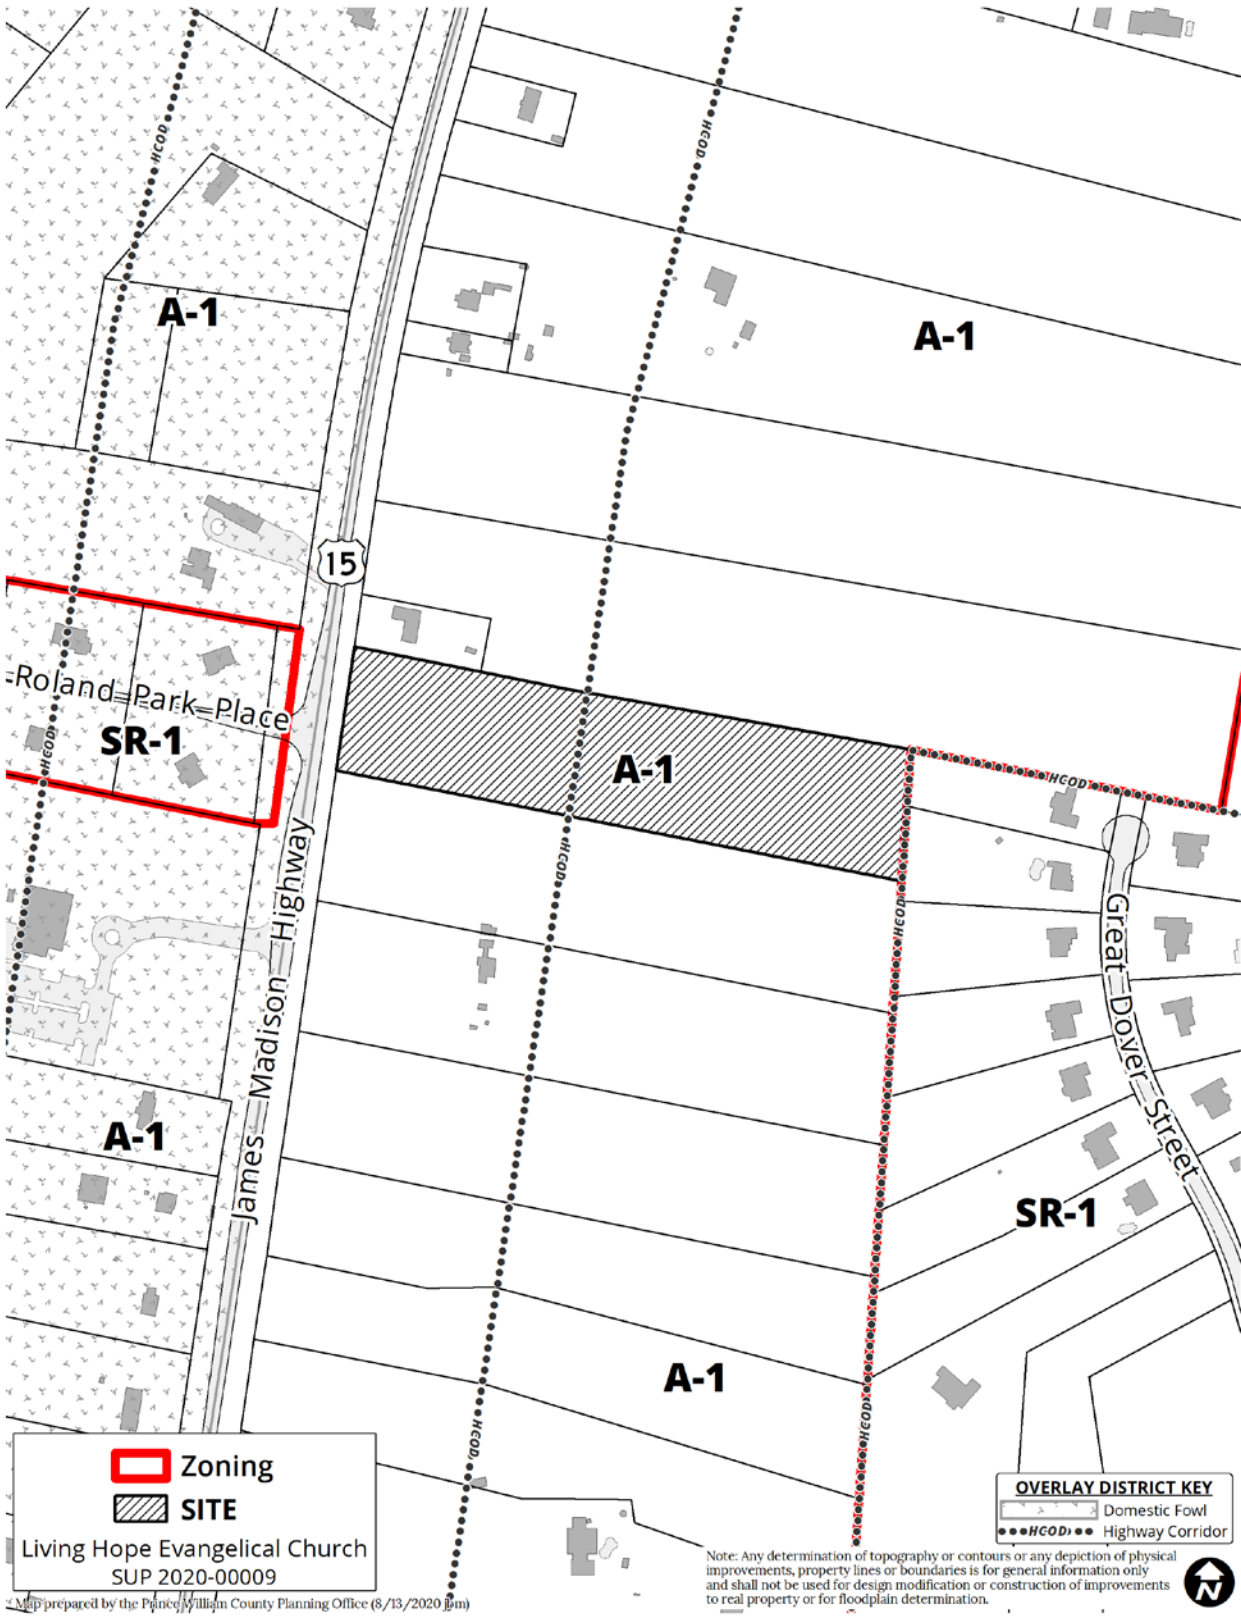 HCOD
HCOD
A-1
A-1
15
Roland Park Place
SR-1
HCOD
A-1
HCOD
HCOD
HCOD
James Madison Highway
Great Dover Street
A-1
SR-1
A-1
HCOD
HCOD
Zoning
SITE
Living Hope Evangelical Church
SUP 2020-00009
Map prepared by the Prince William County Planning Office (8/13/2020 jbm)
OVERLAY DISTRICT KEY
Domestic Fowl
HCOD Highway Corridor
Note: Any determination of topography or contours or any depiction of physical
improvements, property lines or boundaries is for general information only
and shall not be used for design modification or construction of improvements
to real property or for floodplain determination.
N